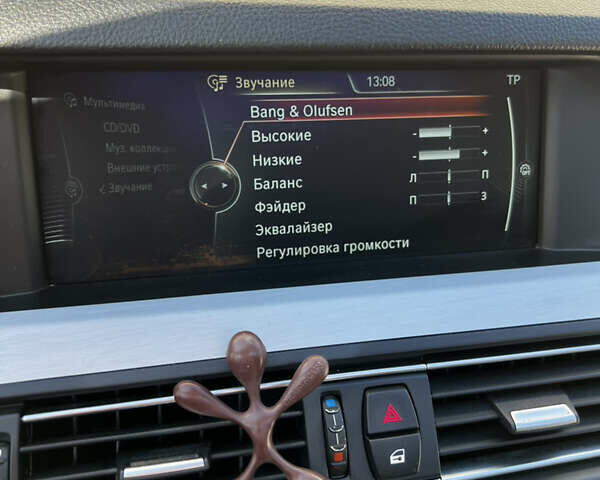 Звучание 13:08 TP
Мультимедиа
CD/DVD
Муз. коллекц
Внешние устро
Звучание
Bang & Olufsen
Высокие - +
Низкие - +
Баланс Л П
Фэйдер П З
Эквалайзер
Регулировка громкости